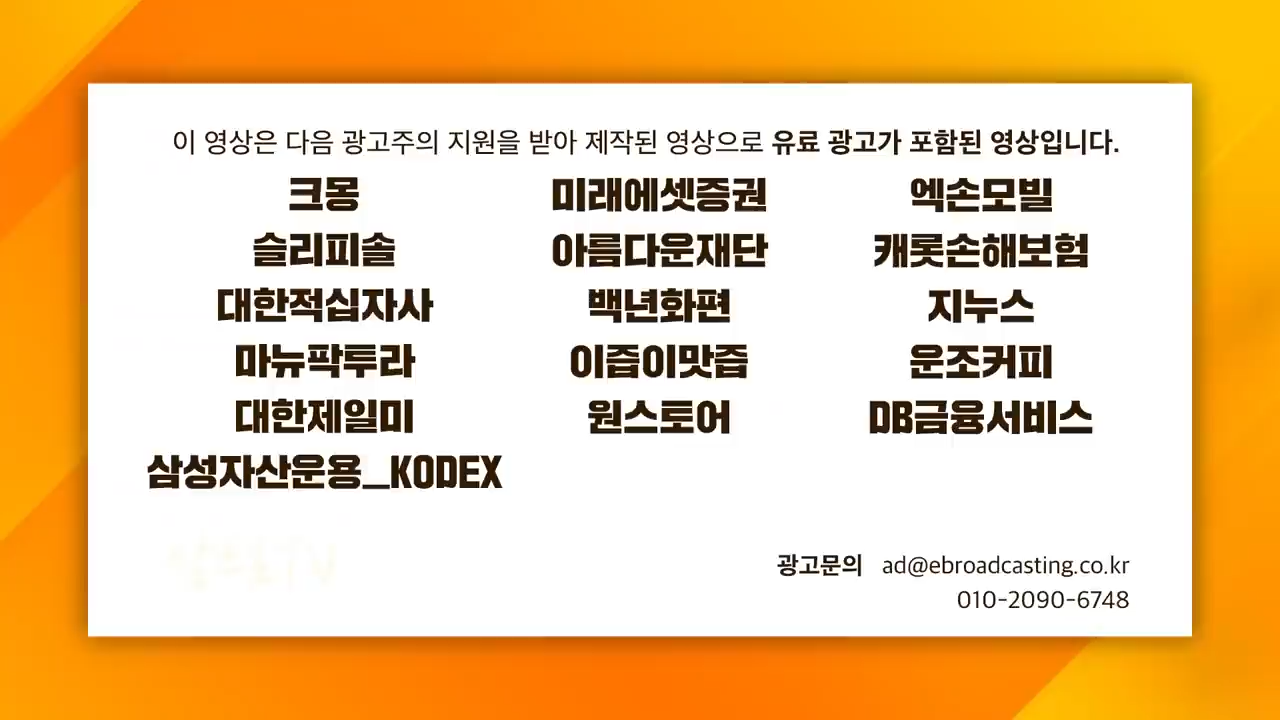 이 영상은 다음 광고주의 지원을 받아 제작된 영상으로 유료 광고가 포함된 영상입니다.
크몽 미래에셋증권 엑손모빌
슬리피솔 아름다운재단 캐롯손해보험
대한적십자사 백년화편 지누스
마뉴팍투라 이즙이맛즙 운조커피
대한제일미 원스토어 DB금융서비스
삼성자산운용_KODEX
광고문의 ad@ebroadcasting.co.kr
010-2090-6748